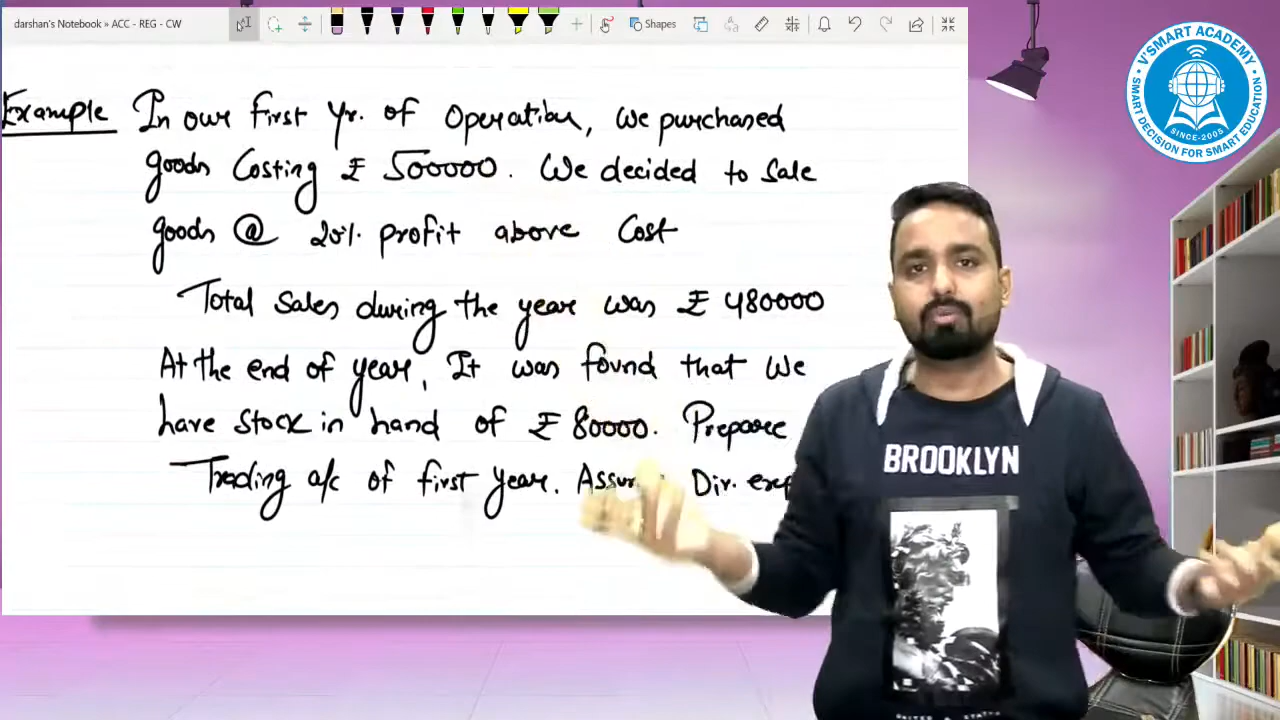 darshan's Notebook » ACC - REG - CW
Shapes
V'SMART ACADEMY
SINCE-2005
SMART DECISION FOR SMART EDUCATION
Example In our first yr. of Operation, We purchased
goods Costing ₹ 500000. We decided to Sale
goods @ 20% profit above Cost
Total Sales during the year was ₹ 480000
At the end of year, It was found that We
have stock in hand of ₹ 80000. Prepare
Trading a/c of first year. Dir.
BROOKLYN